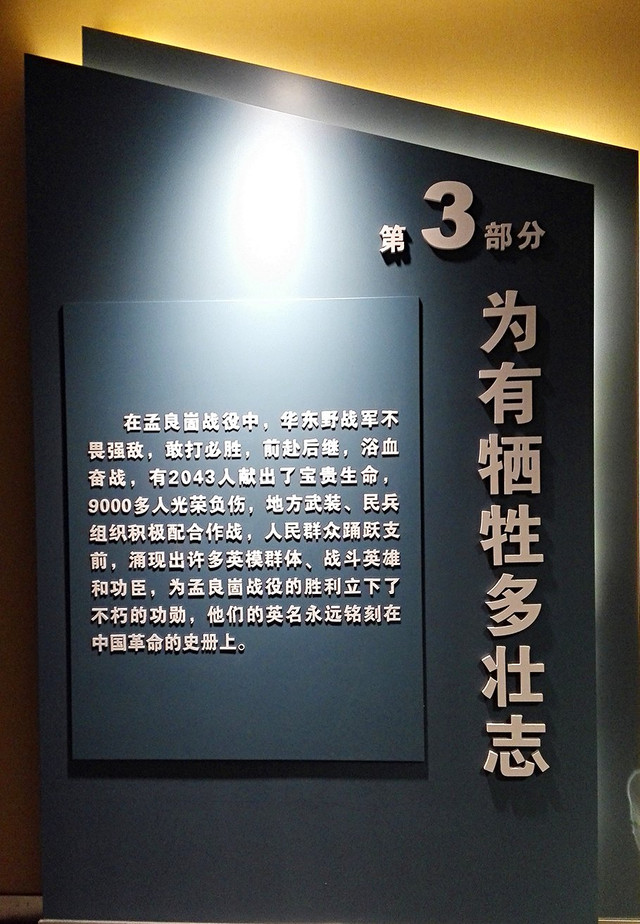 第3部分
为有牺牲多壮志
在孟良崮战役中，华东野战军不
畏强敌，敢打必胜，前赴后继，浴血
奋战，有2043人献出了宝贵生命，
9000多人光荣负伤，地方武装、民兵
组织积极配合作战，人民群众踊跃支
前，涌现出许多英模群体、战斗英雄
和功臣，为孟良崮战役的胜利立下了
不朽的功勋，他们的英名永远铭刻在
中国革命的史册上。